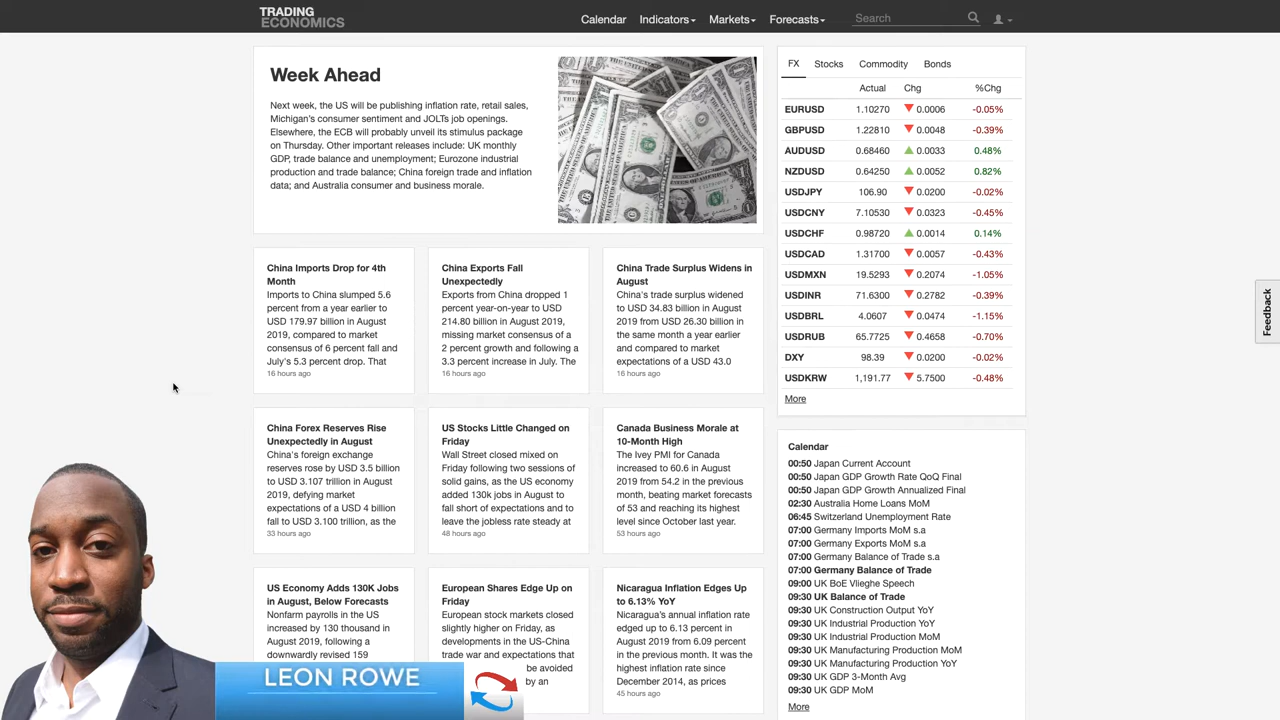 TRADING
ECONOMICS
Calendar Indicators Markets Forecasts Search
Week Ahead
Next week, the US will be publishing inflation rate, retail sales,
Michigan's consumer sentiment and JOLTs job openings.
Elsewhere, the ECB will probably unveil its stimulus package
on Thursday. Other important releases include: UK monthly
GDP, trade balance and unemployment; Eurozone industrial
production and trade balance; China foreign trade and inflation
data; and Australia consumer and business morale.
China Imports Drop for 4th
Month
Imports to China slumped 5.6
percent from a year earlier to
USD 179.97 billion in August
2019, compared to market
consensus of 6 percent fall and
July's 5.3 percent drop. That
16 hours ago
China Exports Fall
Unexpectedly
Exports from China dropped 1
percent year-on-year to USD
214.80 billion in August 2019,
missing market consensus of a
2 percent growth and following a
3.3 percent increase in July. The
16 hours ago
China Trade Surplus Widens in
August
China's trade surplus widened
to USD 34.83 billion in August
2019 from USD 26.30 billion in
the same month a year earlier
and compared to market
expectations of a USD 43.0
16 hours ago
China Forex Reserves Rise
Unexpectedly in August
China's foreign exchange
reserves rose by USD 3.5 billion
to USD 3.107 trillion in August
2019, defying market
expectations of a USD 4 billion
fall to USD 3.100 trillion, as the
33 hours ago
US Stocks Little Changed on
Friday
Wall Street closed mixed on
Friday following two sessions of
solid gains, as the US economy
added 130k jobs in August to
fall short of expectations and to
leave the jobless rate steady at
48 hours ago
Canada Business Morale at
10-Month High
The Ivey PMI for Canada
increased to 60.6 in August
2019 from 54.2 in the previous
month, beating market forecasts
of 53 and reaching its highest
level since October last year.
53 hours ago
US Economy Adds 130K Jobs
in August, Below Forecasts
Nonfarm payrolls in the US
increased by 130 thousand in
August 2019, following a
downwardly revised 159
European Shares Edge Up on
Friday
European stock markets closed
slightly higher on Friday, as
developments in the US-China
trade war and expectations that
be avoided
by an
Nicaragua Inflation Edges Up
to 6.13% YoY
Nicaragua's annual inflation rate
edged up to 6.13 percent in
August 2019 from 6.09 percent
in the previous month. It was the
highest inflation rate since
December 2014, as prices
45 hours ago
FX Stocks Commodity Bonds
Actual Chg %Chg
EURUSD 1.10270 0.0006 -0.05%
GBPUSD 1.22810 0.0048 -0.39%
AUDUSD 0.68460 0.0033 0.48%
NZDUSD 0.64250 0.0052 0.82%
USDJPY 106.90 0.0200 -0.02%
USDCNY 7.10530 0.0323 -0.45%
USDCHF 0.98720 0.0014 0.14%
USDCAD 1.31700 0.0057 -0.43%
USDMXN 19.5293 0.2074 -1.05%
USDINR 71.6300 0.2782 -0.39%
USDBRL 4.0607 0.0474 -1.15%
USDRUB 65.7725 0.4658 -0.70%
DXY 98.39 0.0200 -0.02%
USDKRW 1,191.77 5.7500 -0.48%
More
Calendar
00:50 Japan Current Account
00:50 Japan GDP Growth Rate QoQ Final
00:50 Japan GDP Growth Annualized Final
02:30 Australia Home Loans MoM
06:45 Switzerland Unemployment Rate
07:00 Germany Imports MoM s.a
07:00 Germany Exports MoM s.a
07:00 Germany Balance of Trade s.a
07:00 Germany Balance of Trade
09:00 UK BoE Vlieghe Speech
09:30 UK Balance of Trade
09:30 UK Construction Output YoY
09:30 UK Industrial Production YoY
09:30 UK Industrial Production MoM
09:30 UK Manufacturing Production MoM
09:30 UK Manufacturing Production YoY
09:30 UK GDP 3-Month Avg
09:30 UK GDP MoM
More
Feedback
LEON ROWE